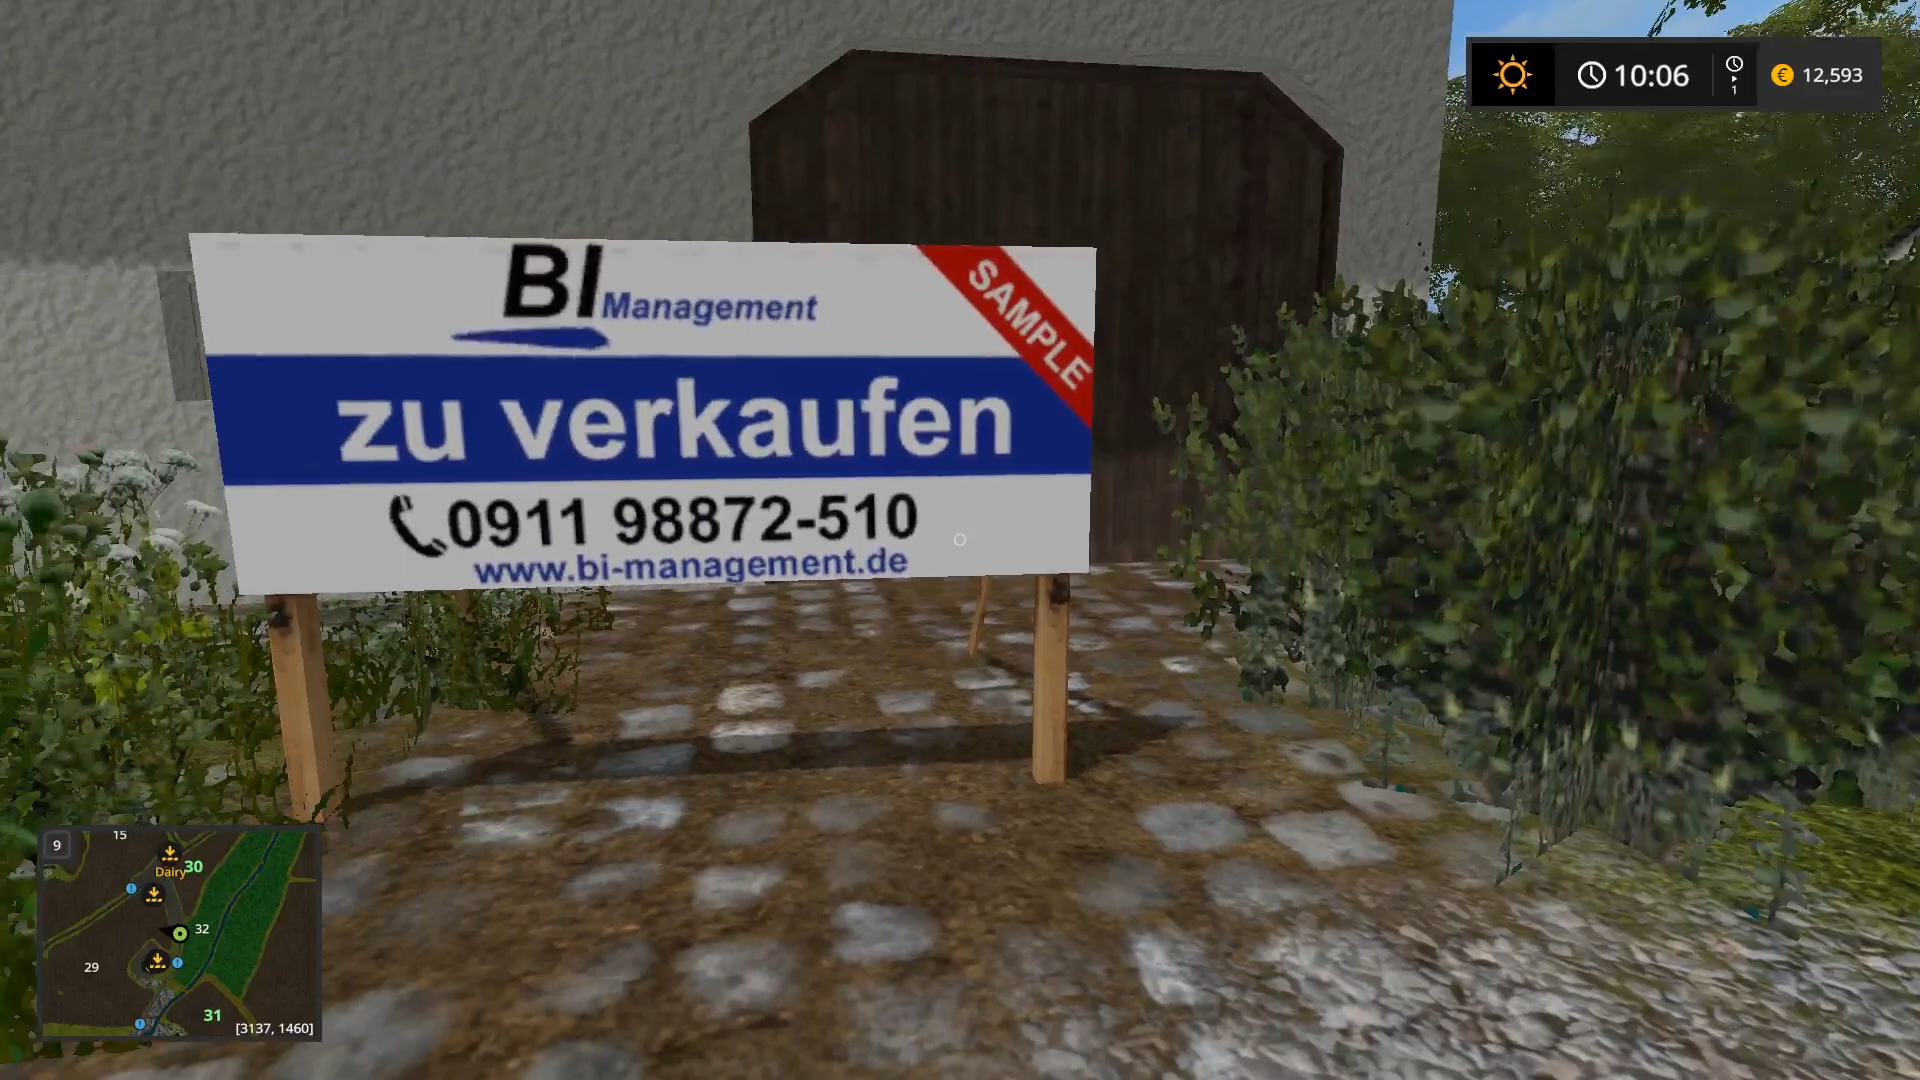 10:06
1
€ 12,593
BI Management
SAMPLE
zu verkaufen
0911 98872-510
www.bi-management.de
9
15
Dairy
30
32
29
31
[3137, 1460]